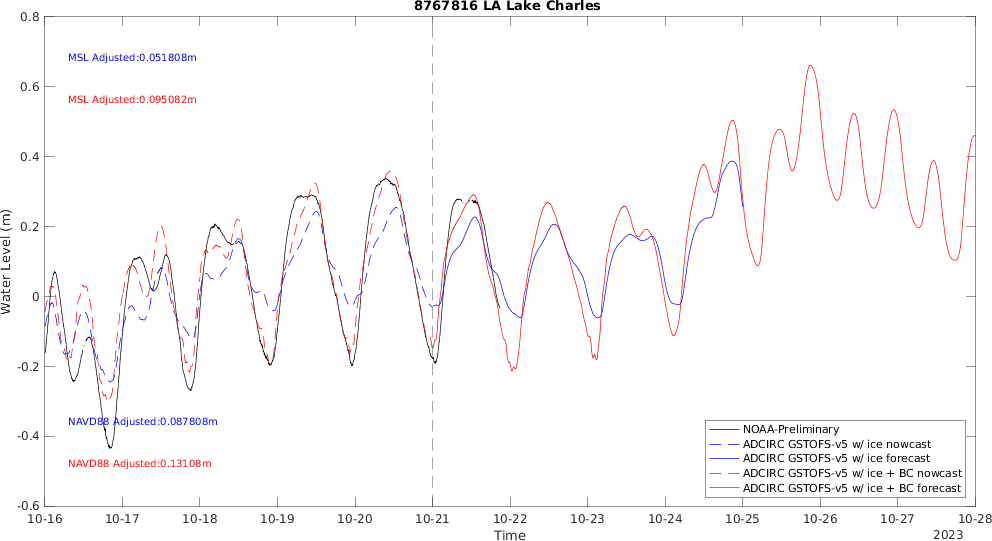 8767816 LA Lake Charles
0.8
0.6
0.4
0.2
0
-0.2
-0.4
-0.6
Water Level (m)
MSL Adjusted:0.051808m
MSL Adjusted:0.095082m
NAVD88 Adjusted:0.087808m
NAVD88 Adjusted:0.13108m
NOAA-Preliminary
ADCIRC GSTOFS-v5 w/ ice nowcast
ADCIRC GSTOFS-v5 w/ ice forecast
ADCIRC GSTOFS-v5 w/ ice + BC nowcast
ADCIRC GSTOFS-v5 w/ ice + BC forecast
10-16 10-17 10-18 10-19 10-20 10-21 10-22 10-23 10-24 10-25 10-26 10-27 10-28
Time
2023